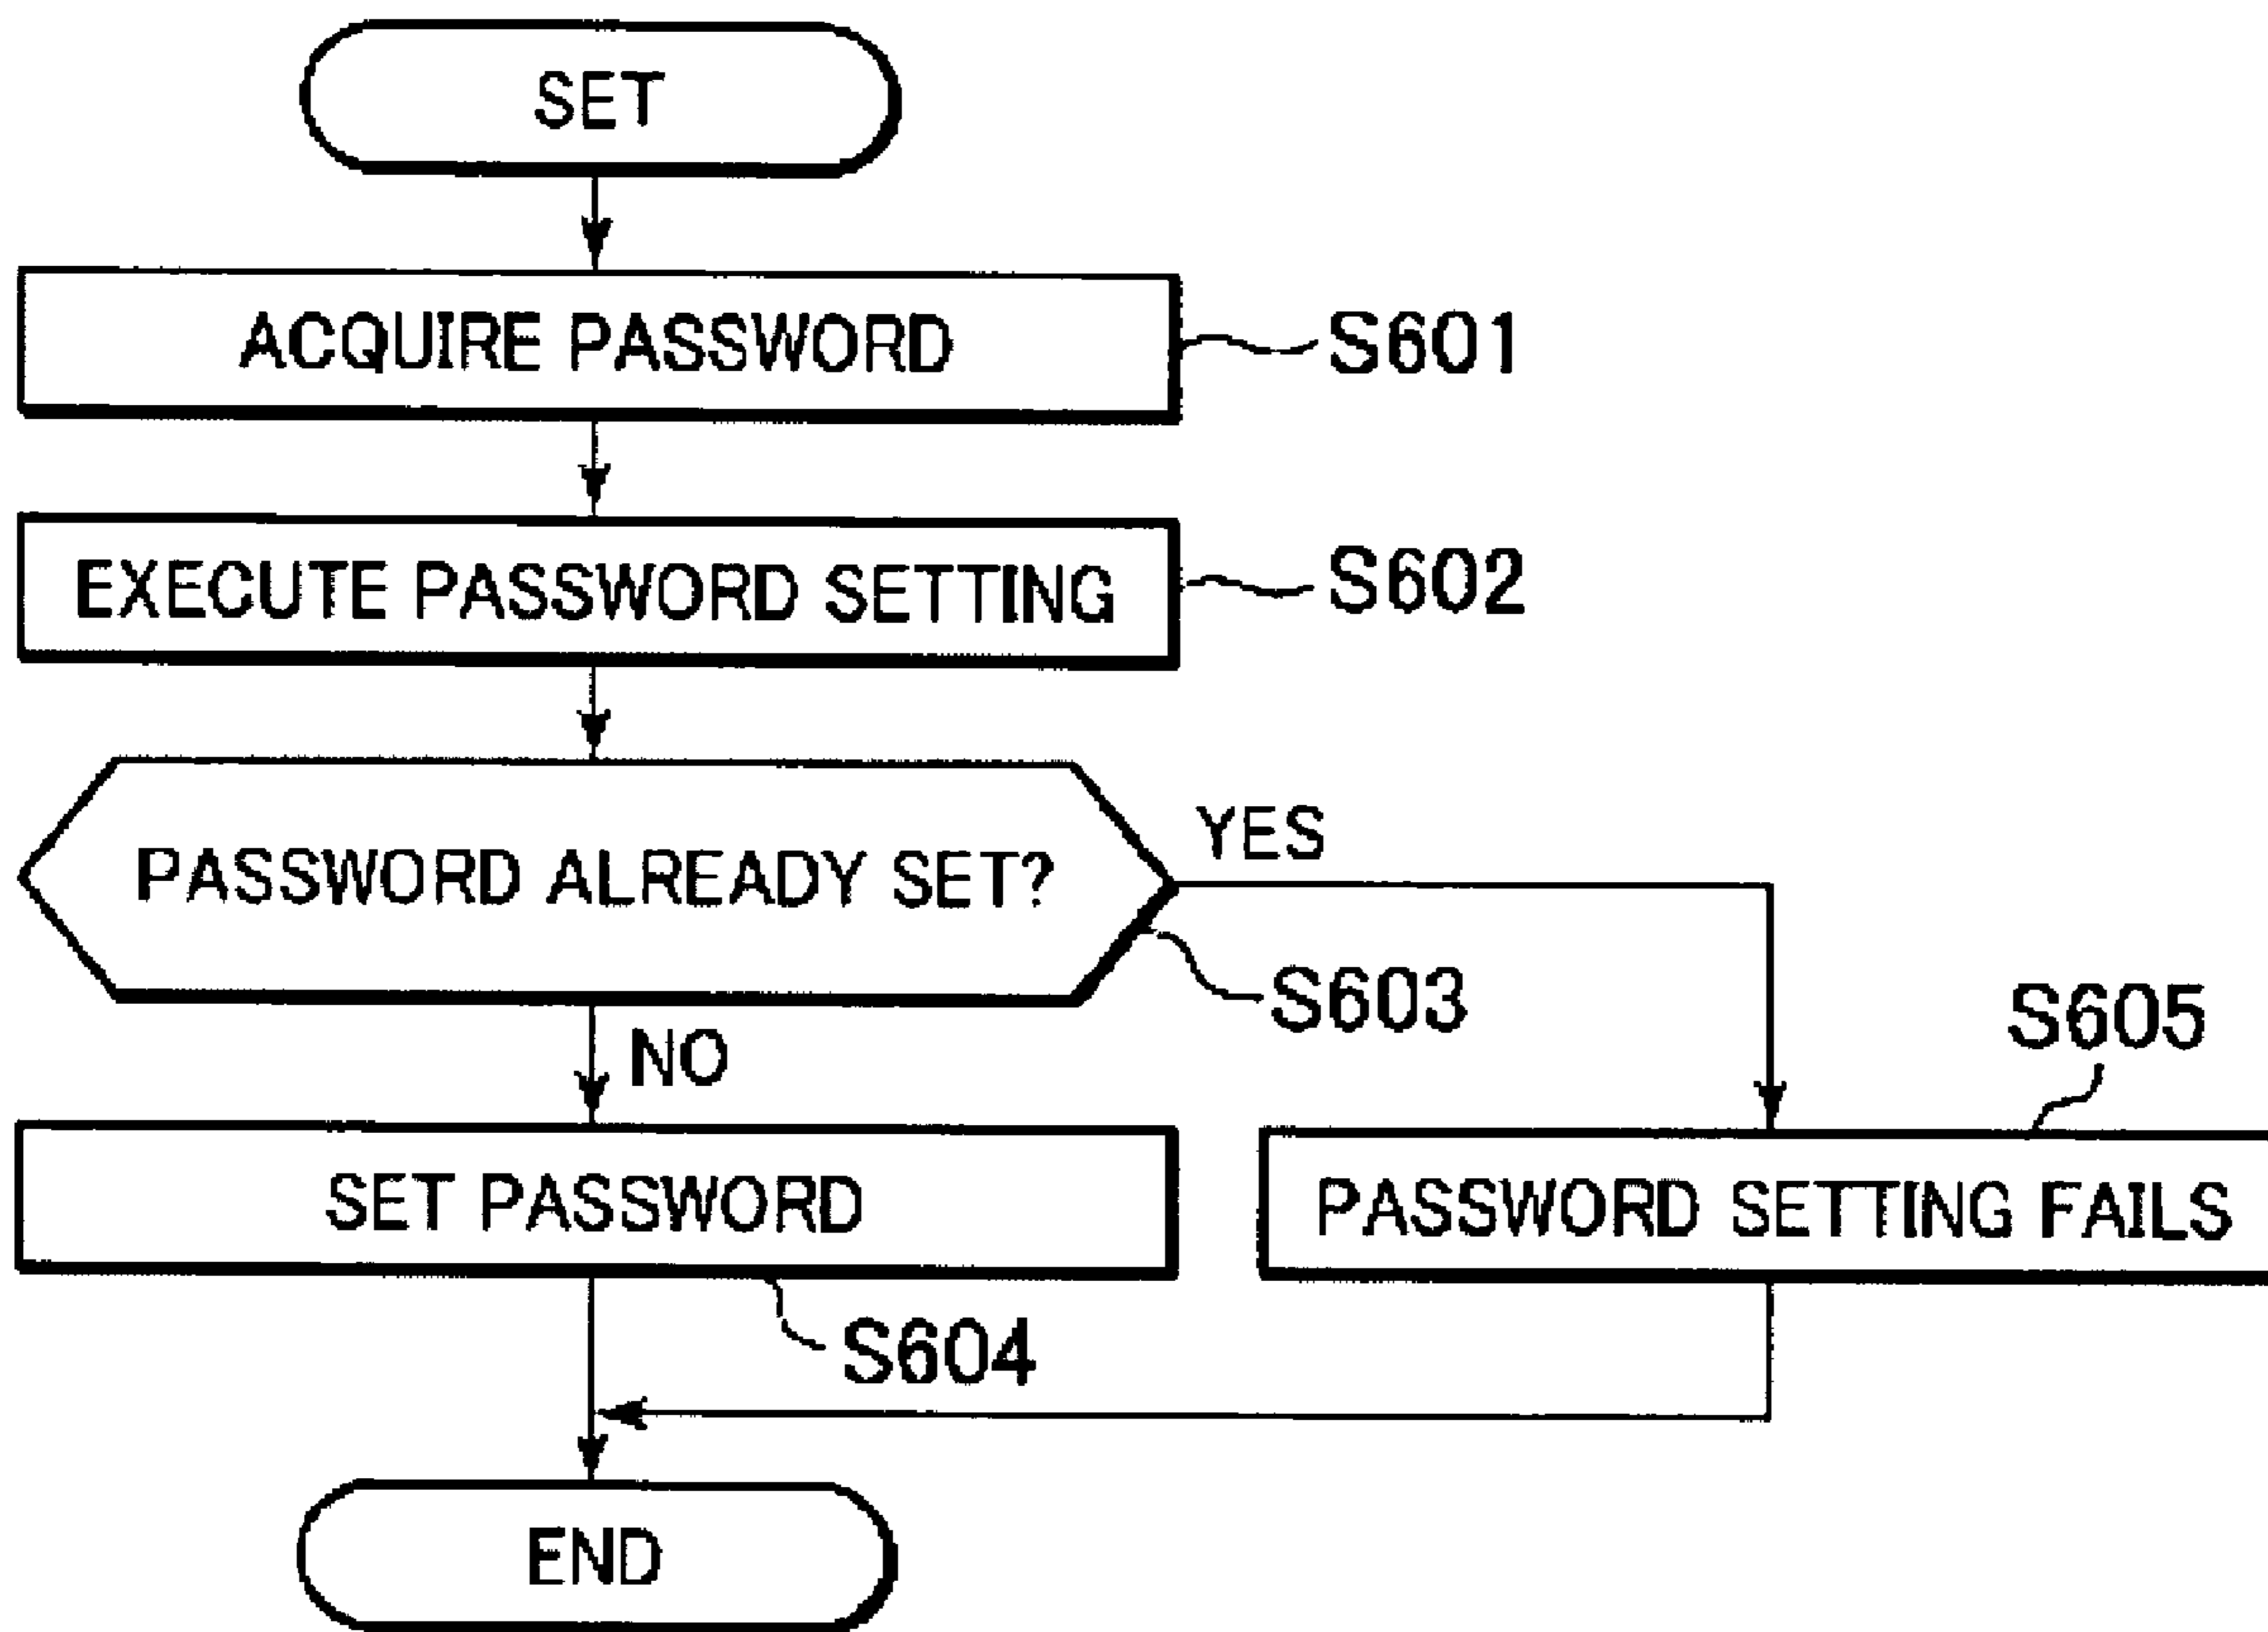 SET
ACQUIRE PASSWORD
S601
EXECUTE PASSWORD SETTING
S602
PASSWORD ALREADY SET?
YES
S603
NO
S605
SET PASSWORD
PASSWORD SETTING FAILS
S604
END